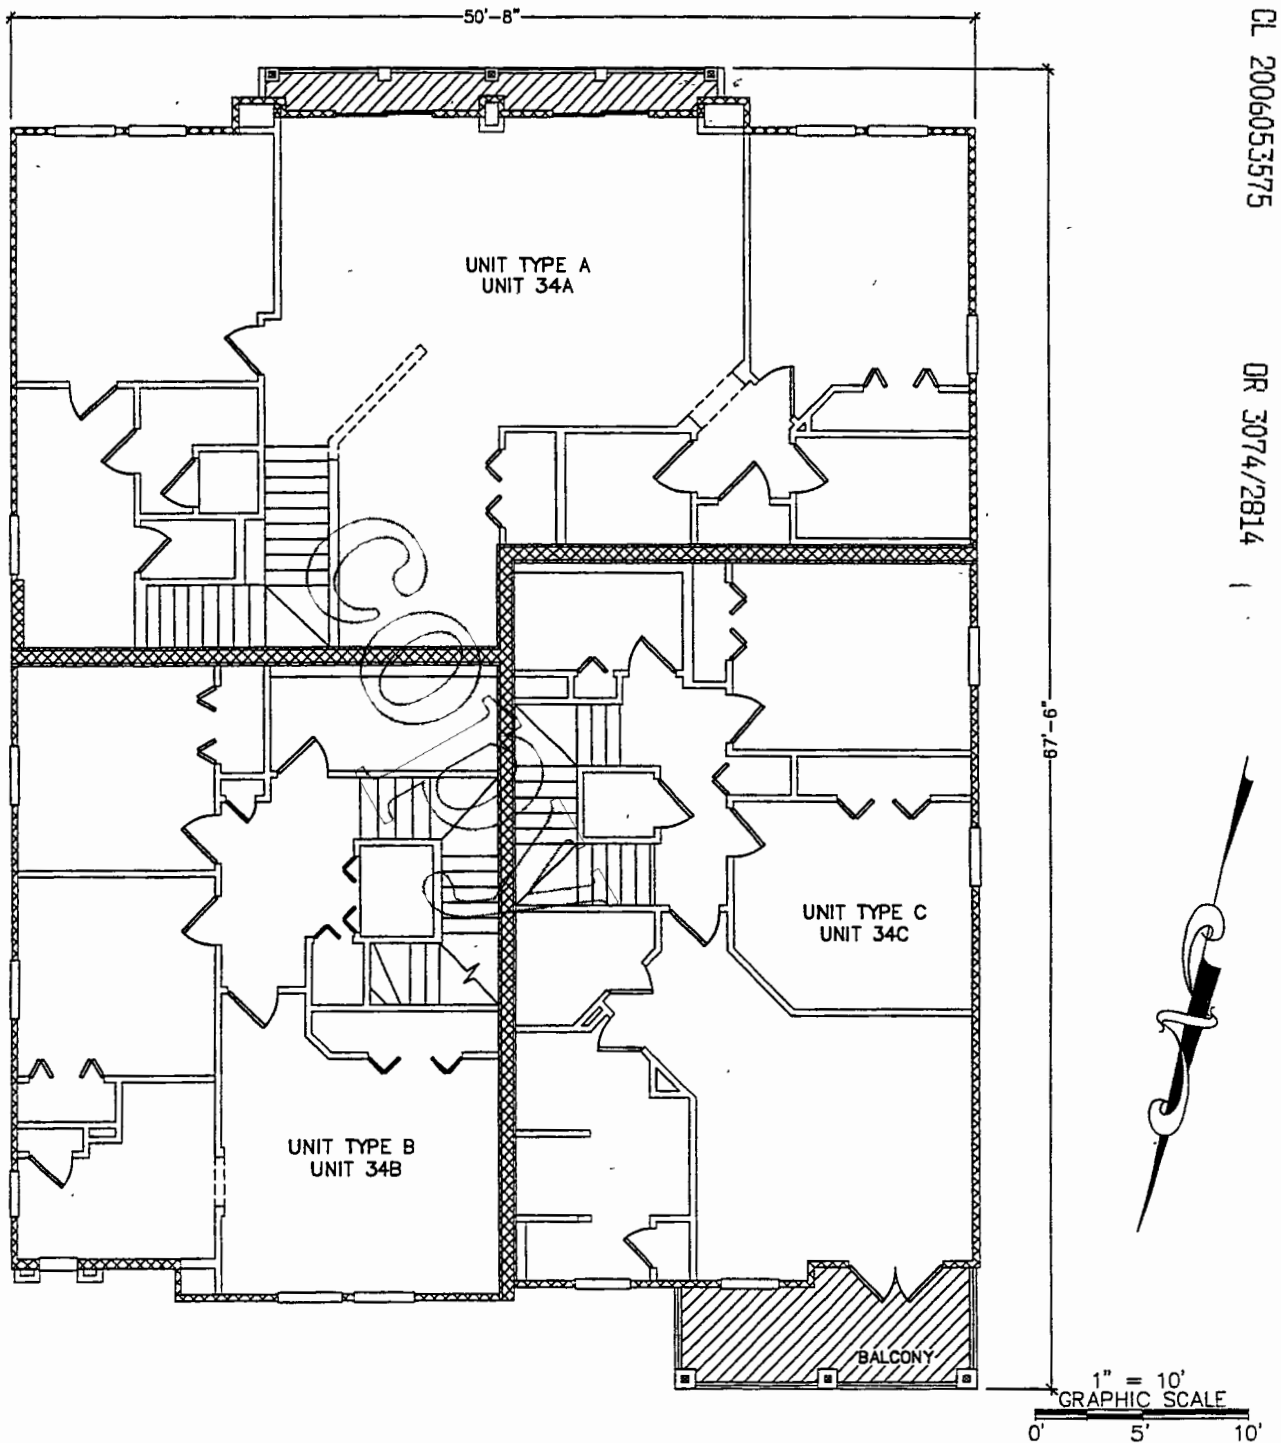 50'-8"
CL 2006053575
OR 3074/2814
UNIT TYPE A
UNIT 34A
COPY
67'-6"
UNIT TYPE C
UNIT 34C
UNIT TYPE B
UNIT 34B
BALCONY
1" = 10'
GRAPHIC SCALE
0' 5' 10'